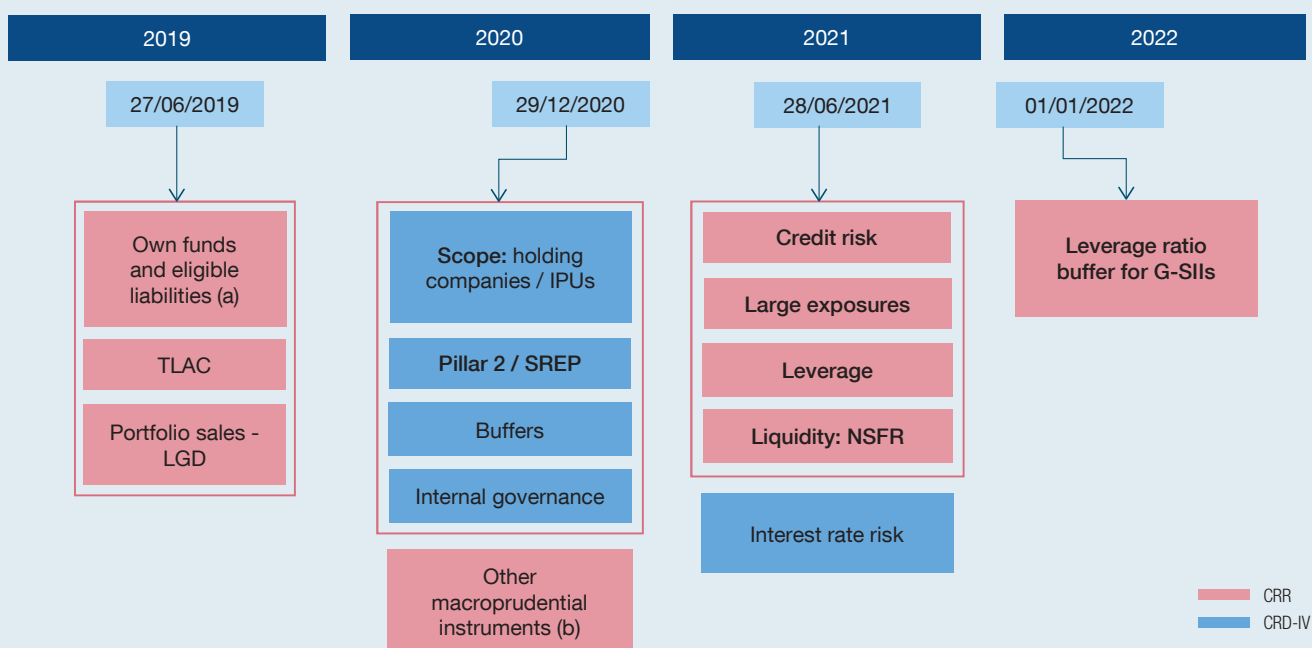 2019
2020
2021
2022
27/06/2019
29/12/2020
28/06/2021
01/01/2022
Own funds
and eligible
liabilities (a)
TLAC
Portfolio sales -
LGD
Scope: holding
companies / IPUs
Pillar 2 / SREP
Buffers
Internal governance
Other
macroprudential
instruments (b)
Credit risk
Large exposures
Leverage
Liquidity: NSFR
Interest rate risk
Leverage ratio
buffer for G-SIIs
CRR
CRD-IV